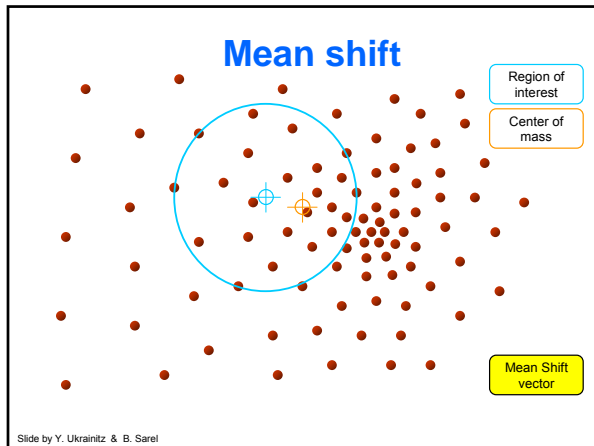 Mean shift
Region of
interest
Center of
mass
Mean Shift
vector
Slide by Y. Ukrainitz & B. Sarel